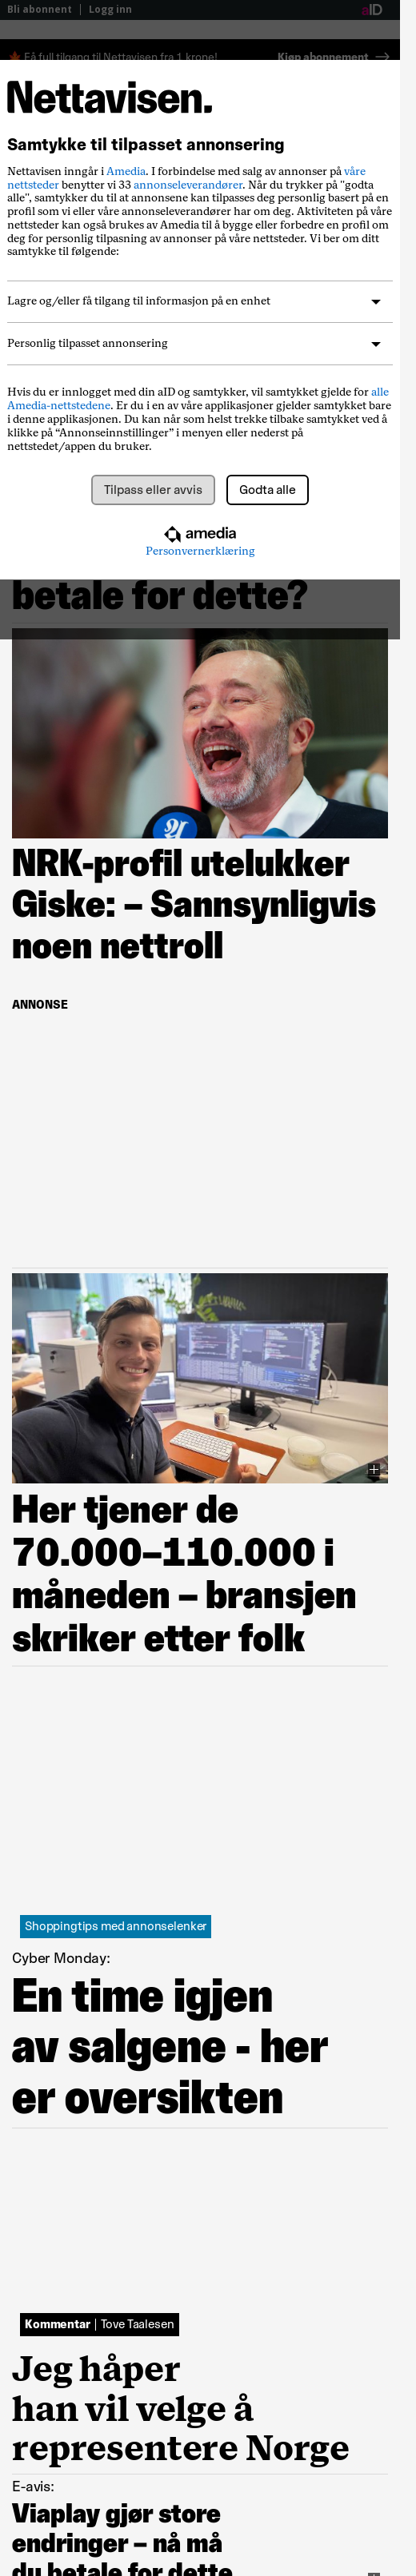 Bli abonnent | Logg inn
aID
Få full tilgang til Nettavisen fra 1 krone!
Kjøp abonnement
Nettavisen.
Samtykke til tilpasset annonsering
Nettavisen inngår i Amedia. I forbindelse med salg av annonser på våre
nettsteder benytter vi 33 annonseleverandører. Når du trykker på "godta
alle", samtykker du til at annonsene kan tilpasses deg personlig basert på en
profil som vi eller våre annonseleverandører har om deg. Aktiviteten på våre
nettsteder kan også brukes av Amedia til å bygge eller forbedre en profil om
deg for personlig tilpasning av annonser på våre nettsteder. Vi ber om ditt
samtykke til følgende:
Lagre og/eller få tilgang til informasjon på en enhet
Personlig tilpasset annonsering
Hvis du er innlogget med din aID og samtykker, vil samtykket gjelde for alle
Amedia-nettstedene. Er du i en av våre applikasjoner gjelder samtykket bare
i denne applikasjonen. Du kan når som helst trekke tilbake samtykket ved å
klikke på “Annonseinnstillinger” i menyen eller nederst på
nettstedet/appen du bruker.
Tilpass eller avvis
Godta alle
amedia
Personvernerklæring
betale for dette?
NRK-profil utelukker
Giske: – Sannsynligvis
noen nettroll
ANNONSE
Her tjener de
70.000–110.000 i
måneden – bransjen
skriker etter folk
Shoppingtips med annonselenker
Cyber Monday:
En time igjen
av salgene - her
er oversikten
Kommentar | Tove Taalesen
Jeg håper
han vil velge å
representere Norge
E-avis:
Viaplay gjør store
endringer – nå må
du betale for dette